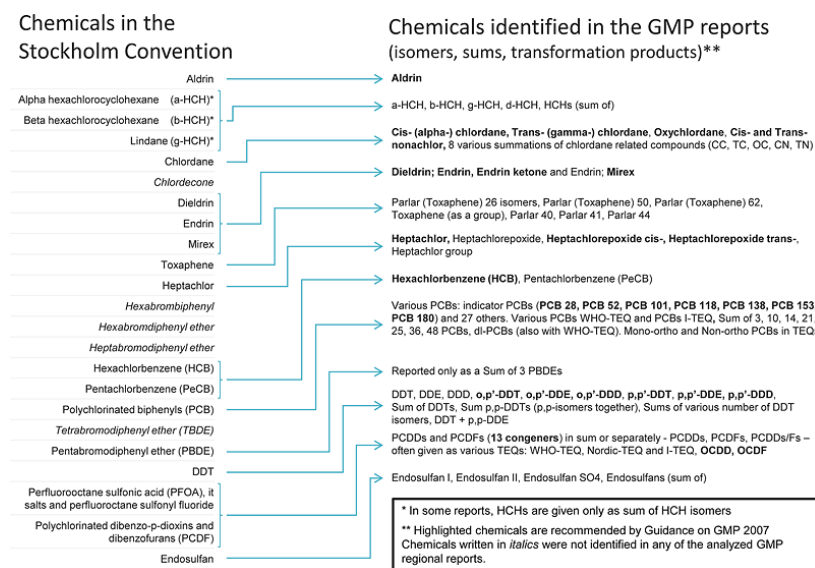 Chemicals in the
Stockholm Convention
Chemicals identified in the GMP reports
(isomers, sums, transformation products)**
Aldrin
Alpha hexachlorocyclohexane (a-HCH)*
Beta hexachlorocyclohexane (b-HCH)*
Lindane (g-HCH)*
Chlordane
Chlordecone
Dieldrin
Endrin
Mirex
Toxaphene
Heptachlor
Hexabrombiphenyl
Hexabromdiphenyl ether
Heptabromodiphenyl ether
Hexachlorbenzene (HCB)
Pentachlorbenzene (PeCB)
Polychlorinated biphenyls (PCB)
Tetrabromodiphenyl ether (TBDE)
Pentabromodiphenyl ether (PBDE)
DDT
Perfluorooctane sulfonic acid (PFOA), it
salts and perfluoroctane sulfonyl fluoride
Polychlorinated dibenzo-p-dioxins and
dibenzofurans (PCDF)
Endosulfan
Aldrin
a-HCH, b-HCH, g-HCH, d-HCH, HCHs (sum of)
Cis- (alpha-) chlordane, Trans- (gamma-) chlordane, Oxychlordane, Cis- and Trans-
nonachlor, 8 various summations of chlordane related compounds (CC, TC, OC, CN, TN)
Dieldrin; Endrin, Endrin ketone and Endrin; Mirex
Parlar (Toxaphene) 26 isomers, Parlar (Toxaphene) 50, Parlar (Toxaphene) 62,
Toxaphene (as a group), Parlar 40, Parlar 41, Parlar 44
Heptachlor, Heptachlorepoxide, Heptachlorepoxide cis-, Heptachlorepoxide trans-,
Heptachlor group
Hexachlorbenzene (HCB), Pentachlorbenzene (PeCB)
Various PCBs: indicator PCBs (PCB 28, PCB 52, PCB 101, PCB 118, PCB 138, PCB 153
PCB 180) and 27 others. Various PCBs WHO-TEQ and PCBs I-TEQ, Sum of 3, 10, 14, 21,
25, 36, 48 PCBs, dl-PCBs (also with WHO-TEQ). Mono-ortho and Non-ortho PCBs in TEQ
Reported only as a Sum of 3 PBDEs
DDT, DDE, DDD, o,p'-DDT, o,p'-DDE, o,p'-DDD, p,p'-DDT, p,p'-DDE, p,p'-DDD,
Sum of DDTs, Sum p,p-DDTs (p,p-isomers together), Sums of various number of DDT
isomers, DDT + p,p-DDE
PCDDs and PCDFs (13 congeners) in sum or separately - PCDDs, PCDFs, PCDDs/Fs –
often given as various TEQs: WHO-TEQ, Nordic-TEQ and I-TEQ, OCDD, OCDF
Endosulfan I, Endosulfan II, Endosulfan SO4, Endosulfans (sum of)
* In some reports, HCHs are given only as sum of HCH isomers
** Highlighted chemicals are recommended by Guidance on GMP 2007
Chemicals written in italics were not identified in any of the analyzed GMP
regional reports.